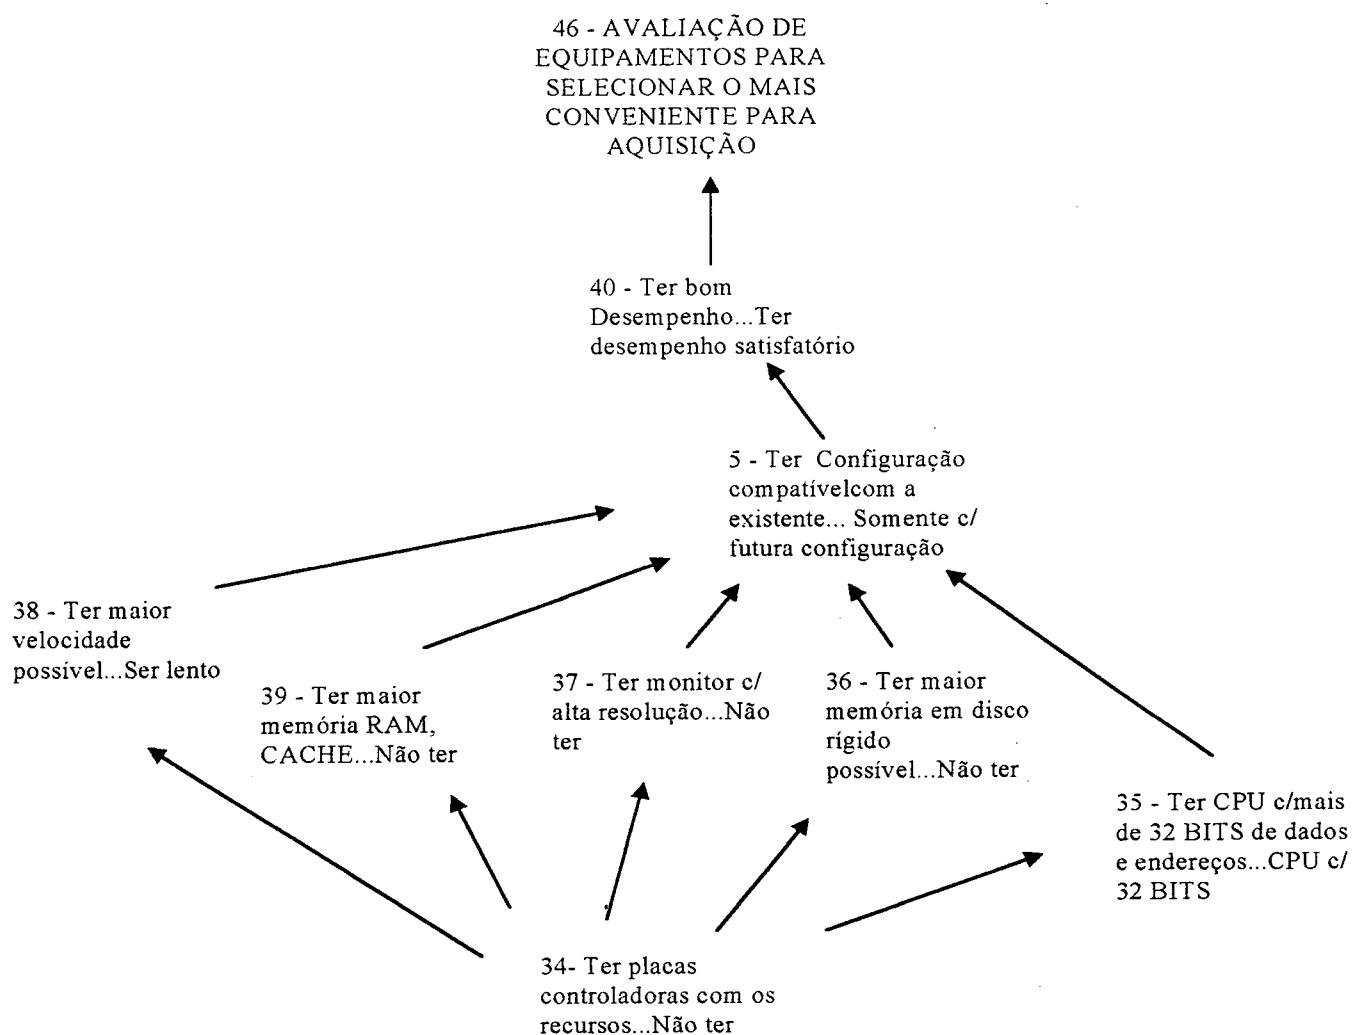 46 - AVALIAÇÃO DE
EQUIPAMENTOS PARA
SELECIONAR O MAIS
CONVENIENTE PARA
AQUISIÇÃO
40 - Ter bom
Desempenho...Ter
desempenho satisfatório
5 - Ter Configuração
compatívelcom a
existente... Somente c/
futura configuração
38 - Ter maior
velocidade
possível...Ser lento
39 - Ter maior
memória RAM,
CACHE...Não ter
37 - Ter monitor c/
alta resolução...Não
ter
36 - Ter maior
memória em disco
rígido
possível...Não ter
35 - Ter CPU c/mais
de 32 BITS de dados
e endereços...CPU c/
32 BITS
34- Ter placas
controladoras com os
recursos...Não ter